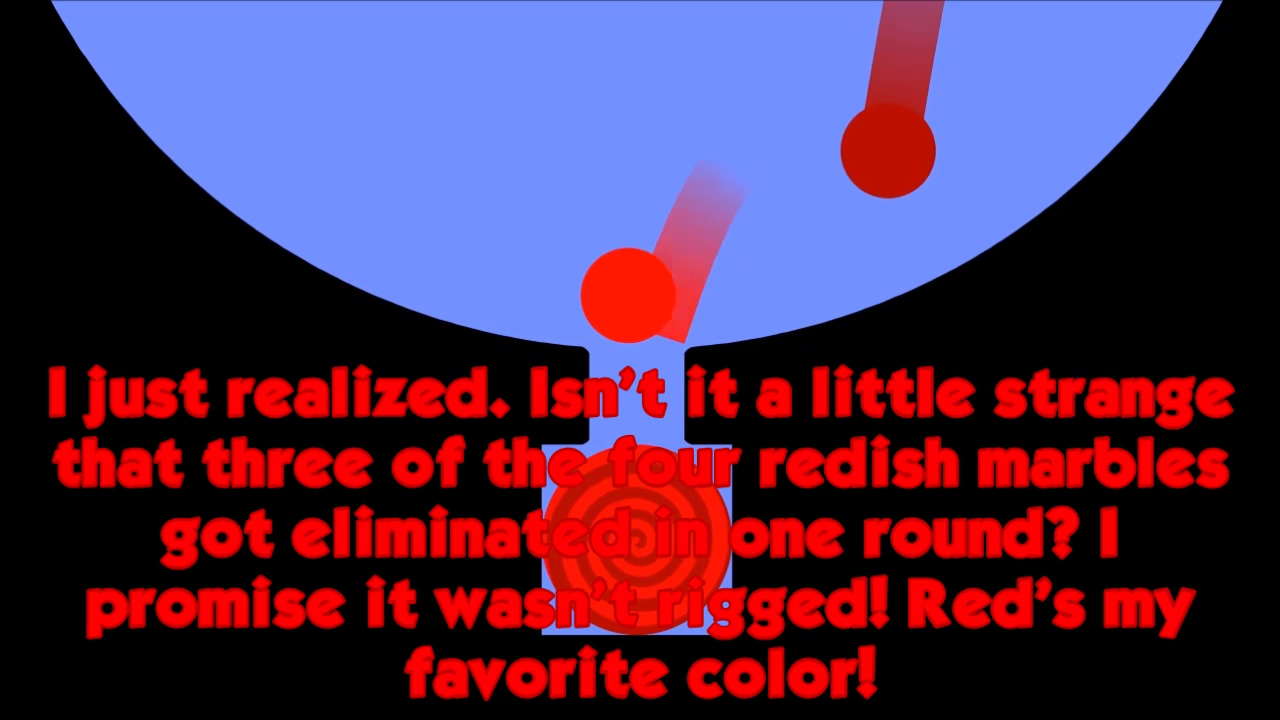 I just realized. Isn't it a little strange
that three of the four redish marbles
got eliminated in one round? I
promise it wasn't rigged! Red's my
favorite color!